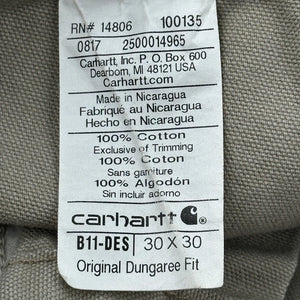 RN# 14806 100135
0817 2500014965
Carhartt, Inc. P. O. Box 600
Dearborn, MI 48121 USA
Carhartt.com
Made in Nicaragua
Fabriqué au Nicaragua
Hecho en Nicaragua
100% Cotton
Exclusive of Trimming
100% Coton
Sans garniture
100% Algodón
Sin incluir adorno
carhartt
B11-DES 30 X 30
Original Dungaree Fit